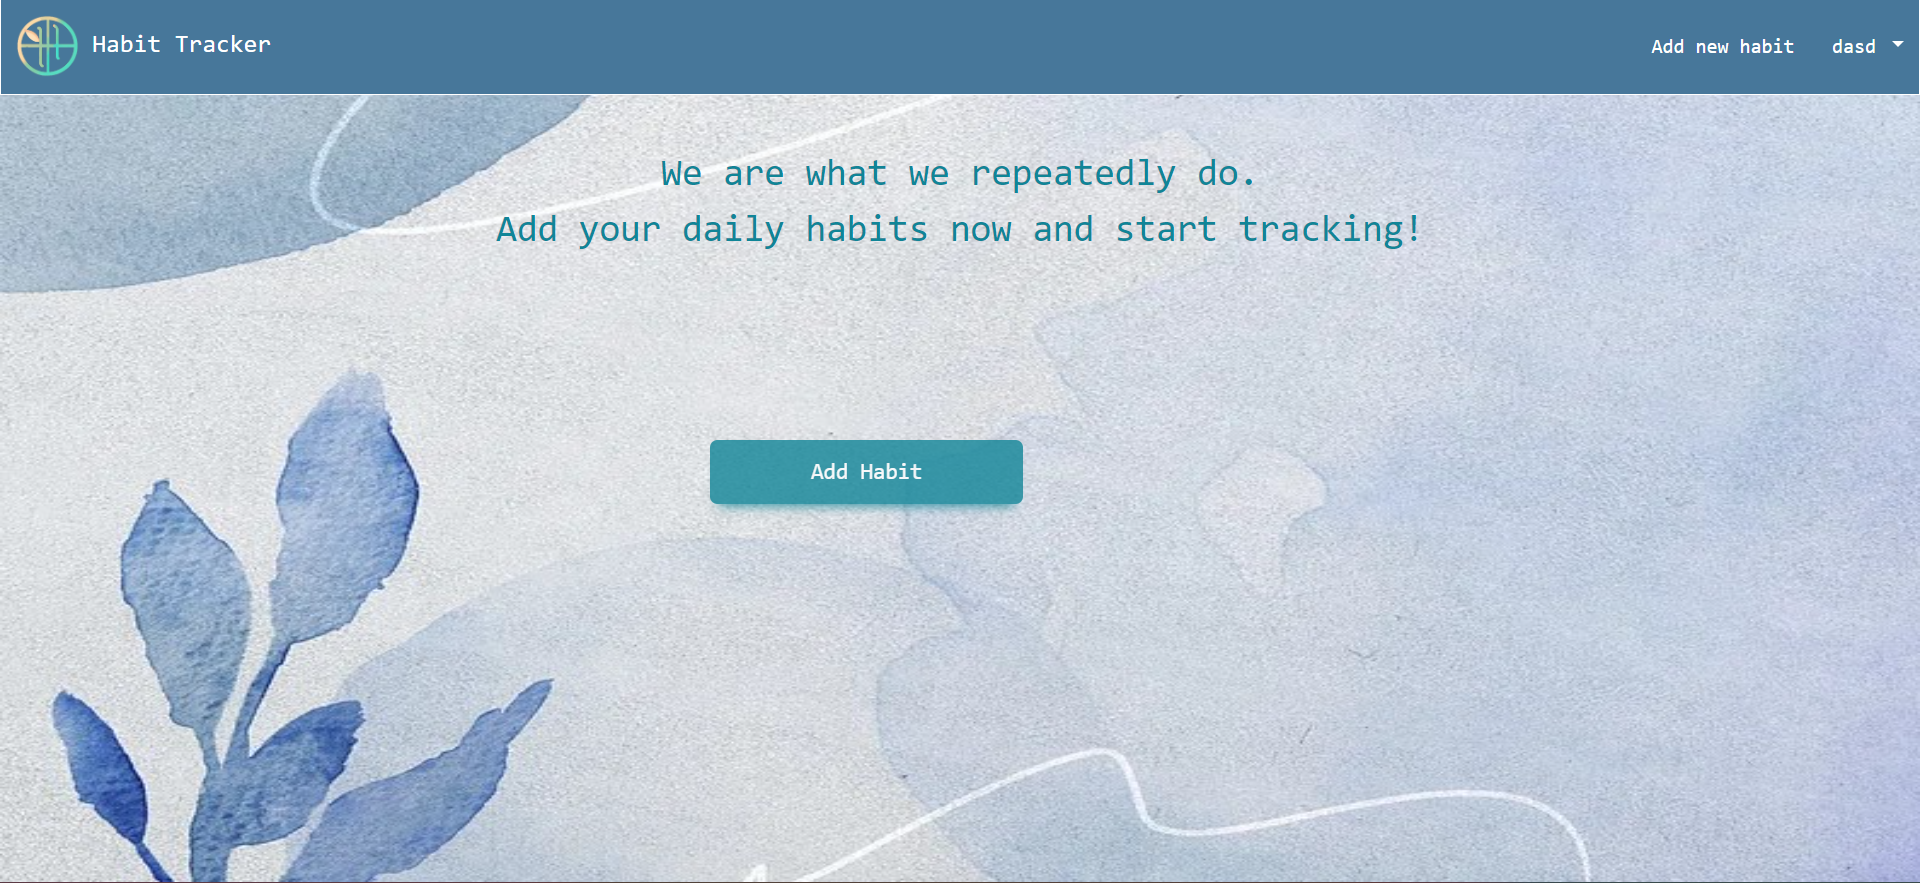 Habit Tracker
Add new habit
dasd
We are what we repeatedly do.
Add your daily habits now and start tracking!
Add Habit